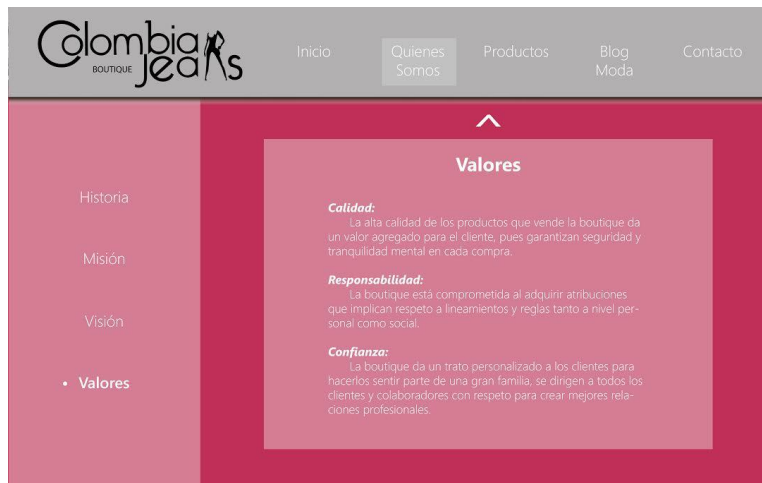 Colombia
BOUTIQUE Jeans
Inicio
Quienes
Somos
Productos
Blog
Moda
Contacto
Historia
Misión
Visión
• Valores
Valores
Calidad:
La alta calidad de los productos que vende la boutique da
un valor agregado para el cliente, pues garantizan seguridad y
tranquilidad mental en cada compra.
Responsabilidad:
La boutique está comprometida al adquirir atribuciones
que implican respeto a lineamientos y reglas tanto a nivel per-
sonal como social.
Confianza:
La boutique da un trato personalizado a los clientes para
hacerlos sentir parte de una gran familia, se dirigen a todos los
clientes y colaboradores con respeto para crear mejores rela-
ciones profesionales.